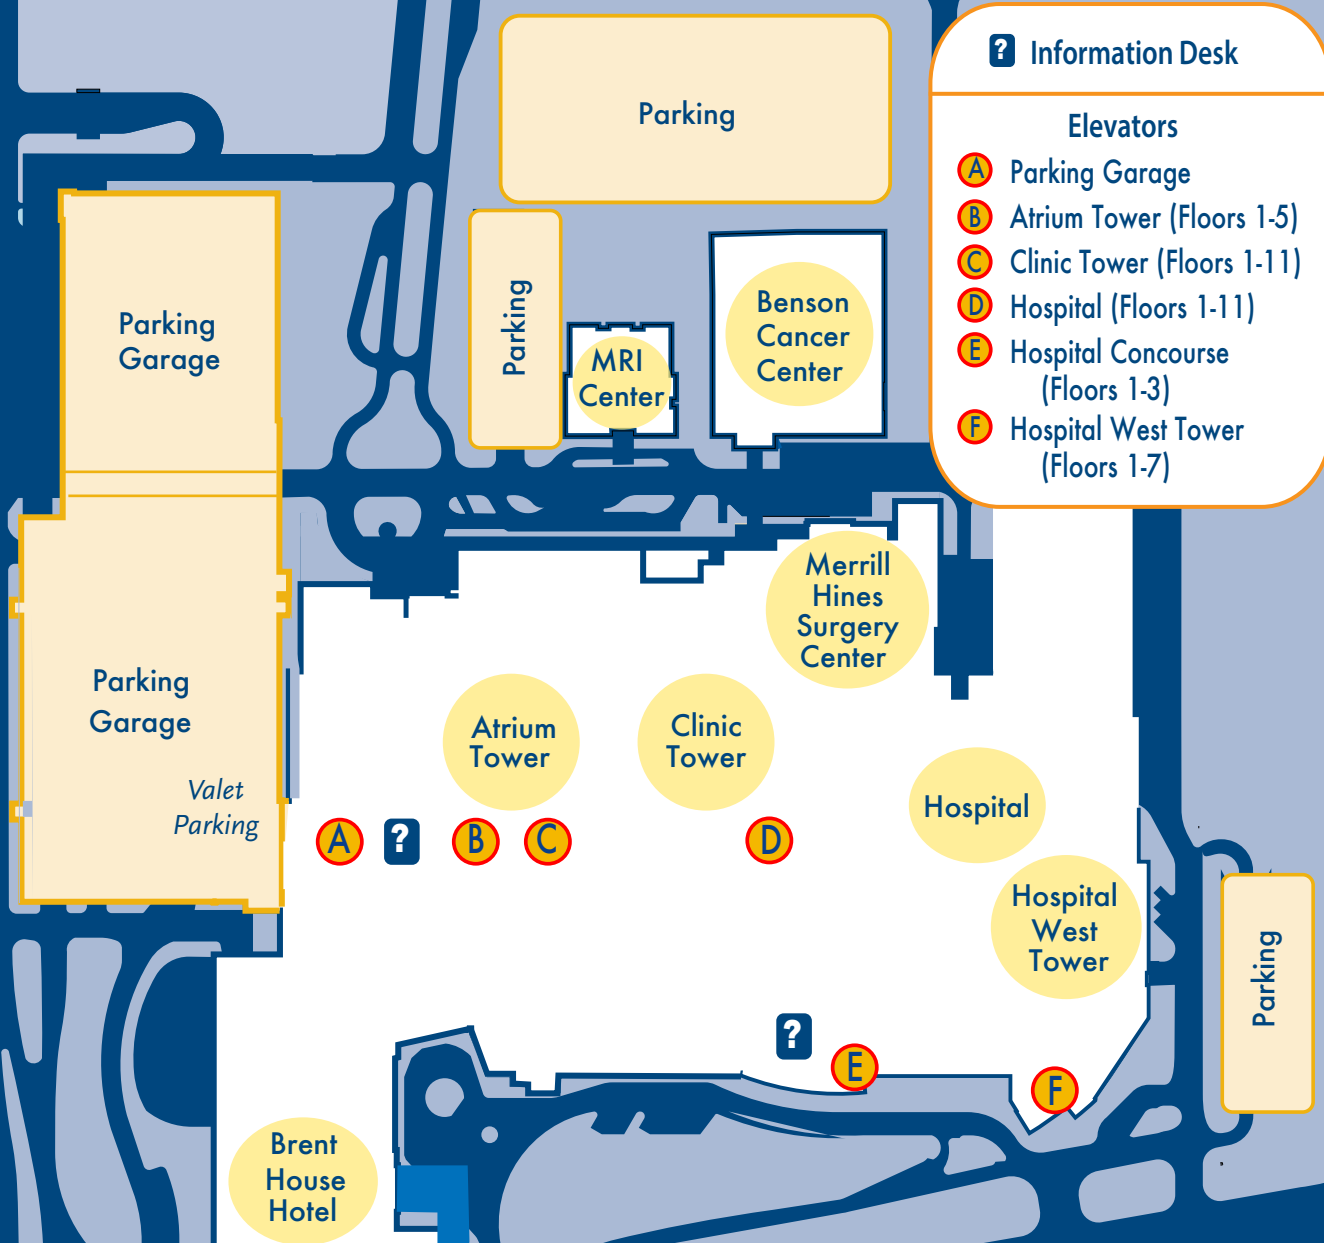 Parking
? Information Desk
Elevators
A Parking Garage
B Atrium Tower (Floors 1-5)
C Clinic Tower (Floors 1-11)
D Hospital (Floors 1-11)
E Hospital Concourse
(Floors 1-3)
F Hospital West Tower
(Floors 1-7)
Parking
Garage
Parking
MRI
Center
Benson
Cancer
Center
Merrill
Hines
Surgery
Center
Parking
Garage
Valet
Parking
Atrium
Tower
Clinic
Tower
Hospital
A
?
B
C
D
Hospital
West
Tower
Parking
?
E
F
Brent
House
Hotel